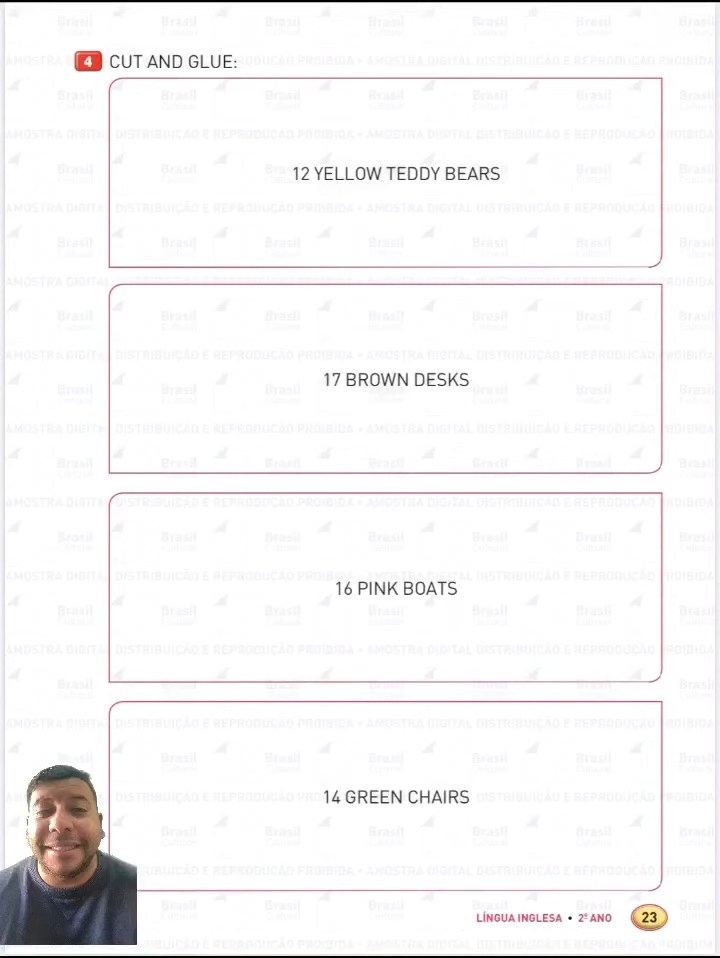 4 CUT AND GLUE:
12 YELLOW TEDDY BEARS
17 BROWN DESKS
16 PINK BOATS
14 GREEN CHAIRS
LÍNGUA INGLESA • 2º ANO 23